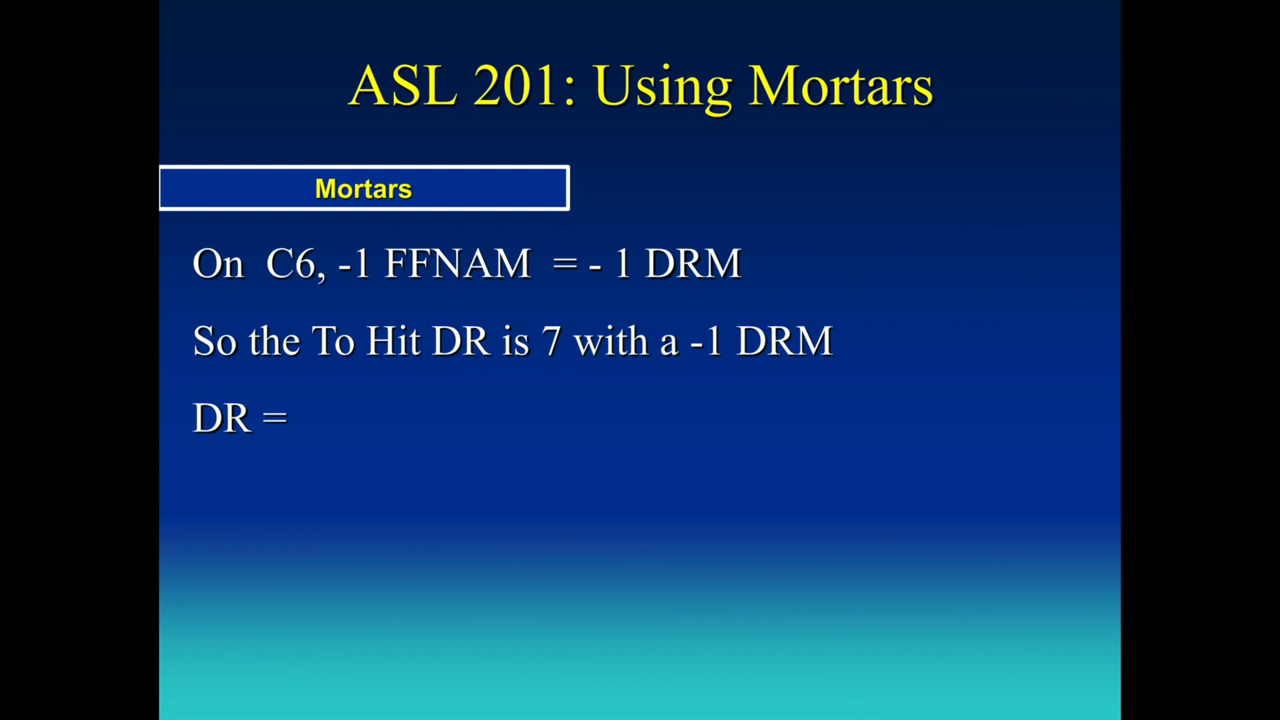 ASL 201: Using Mortars
Mortars
On C6, -1 FFNAM = - 1 DRM
So the To Hit DR is 7 with a -1 DRM
DR =